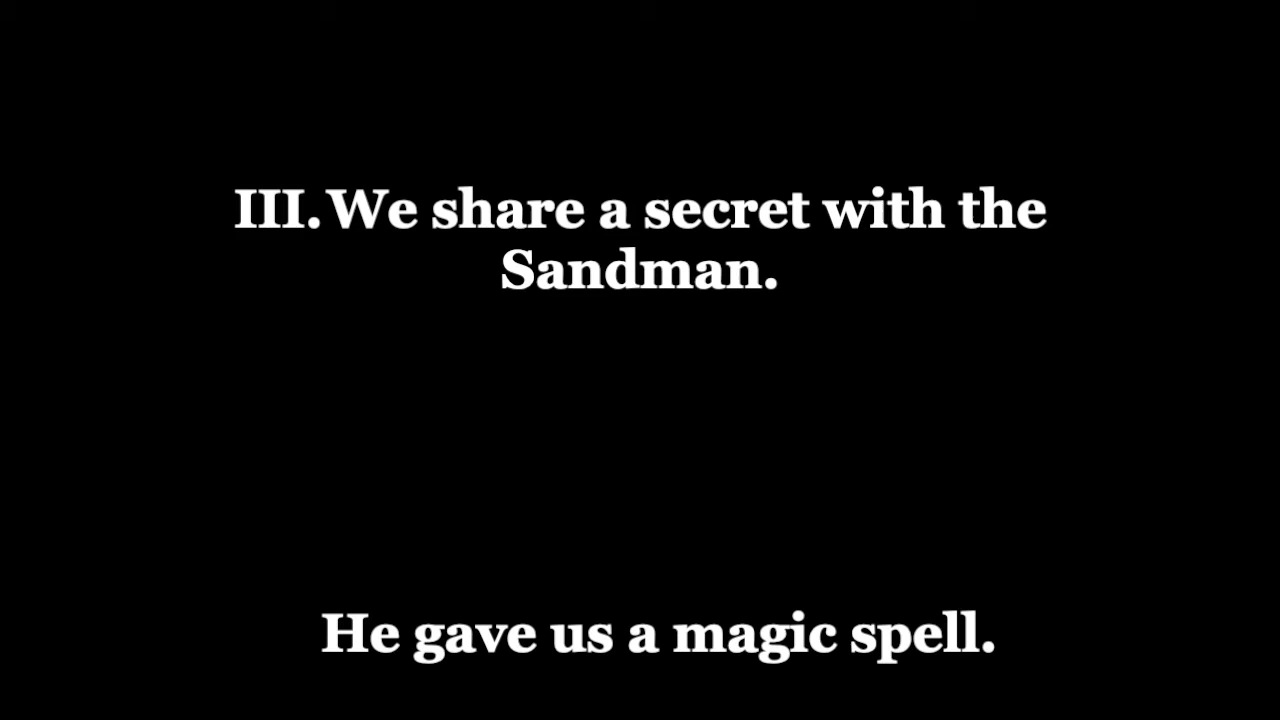 III. We share a secret with the
Sandman.
He gave us a magic spell.